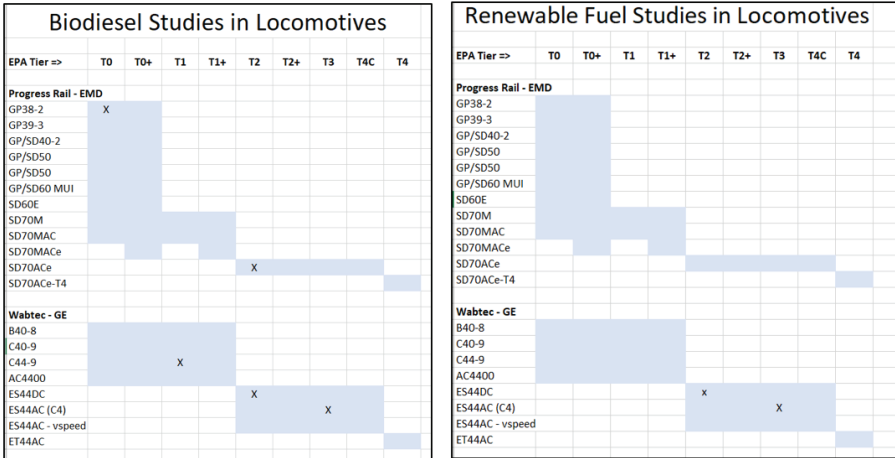 Biodiesel Studies in Locomotives
EPA Tier => T0 T0+ T1 T1+ T2 T2+ T3 T4C T4
Progress Rail - EMD
GP38-2 X
GP39-3
GP/SD40-2
GP/SD50
GP/SD50
GP/SD60 MUI
SD60E
SD70M
SD70MAC
SD70MACe
SD70ACe X
SD70ACe-T4
Wabtec - GE
B40-8
C40-9
C44-9 X
AC4400
ES44DC X
ES44AC (C4) X
ES44AC - vspeed
ET44AC
Renewable Fuel Studies in Locomotives
EPA Tier => T0 T0+ T1 T1+ T2 T2+ T3 T4C T4
Progress Rail - EMD
GP38-2
GP39-3
GP/SD40-2
GP/SD50
GP/SD50
GP/SD60 MUI
SD60E
SD70M
SD70MAC
SD70MACe
SD70ACe
SD70ACe-T4
Wabtec - GE
B40-8
C40-9
C44-9
AC4400
ES44DC x
ES44AC (C4) X
ES44AC - vspeed
ET44AC